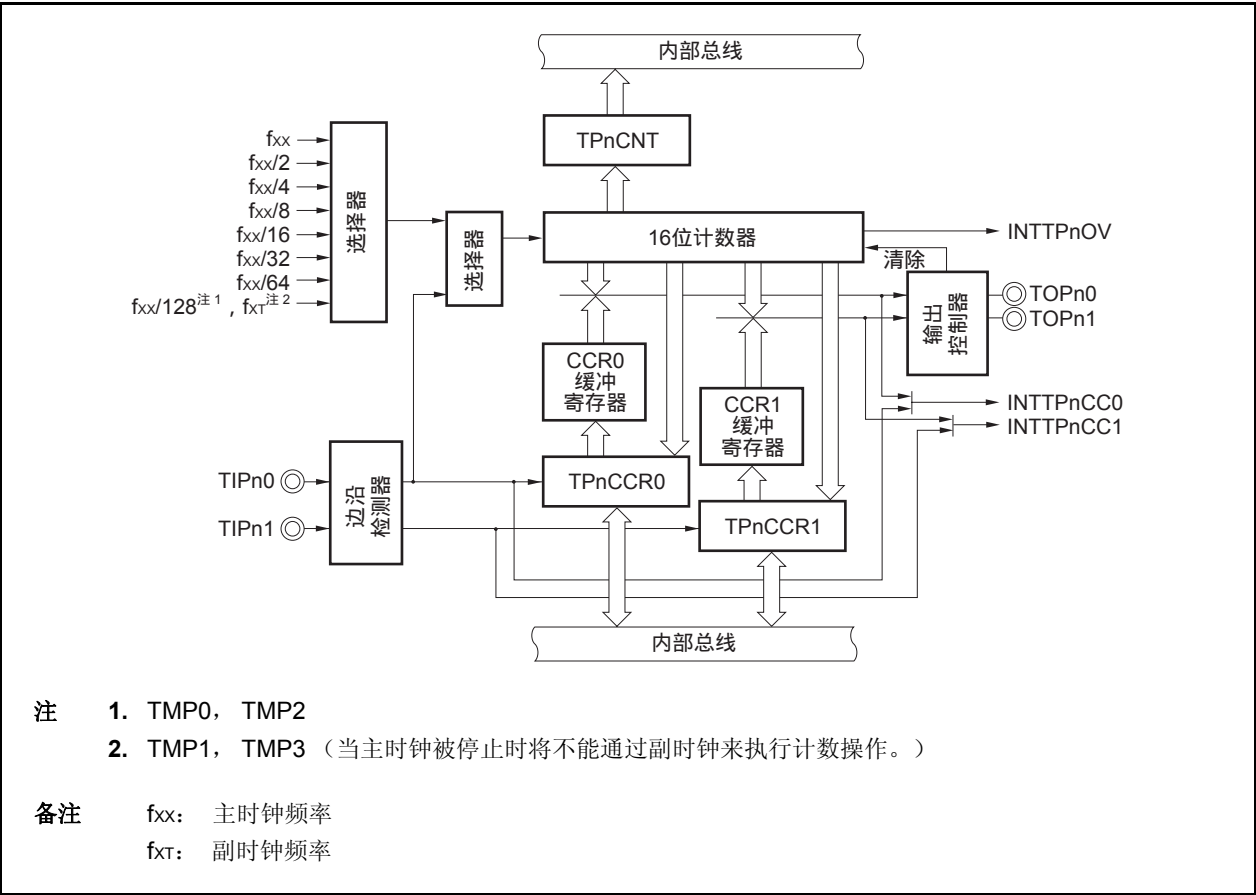 内部总线
TPnCNT
fXX
fXX/2
fXX/4
fXX/8
fXX/16
fXX/32
fXX/64
fXX/128注 1 , fXT注 2
选择器
选择器
16位计数器
INTTPnOV
清除
TOPn0
TOPn1
输出
控制器
CCR0
缓冲
寄存器
CCR1
缓冲
寄存器
INTTPnCC0
INTTPnCC1
TIPn0
TIPn1
边沿
检测器
TPnCCR0
TPnCCR1
内部总线
注 1. TMP0， TMP2
2. TMP1， TMP3 （当主时钟被停止时将不能通过副时钟来执行计数操作。）
备注 fXX： 主时钟频率
fXT： 副时钟频率